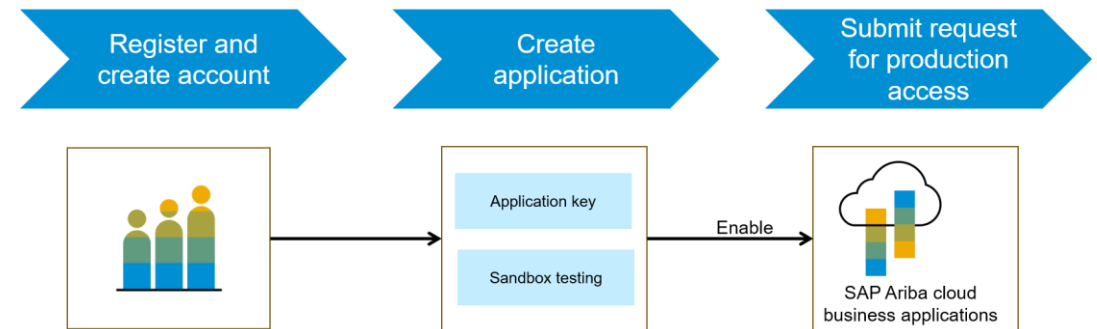 Register and
create account
Create
application
Submit request
for production
access
Application key
Sandbox testing
Enable
SAP Ariba cloud
business applications